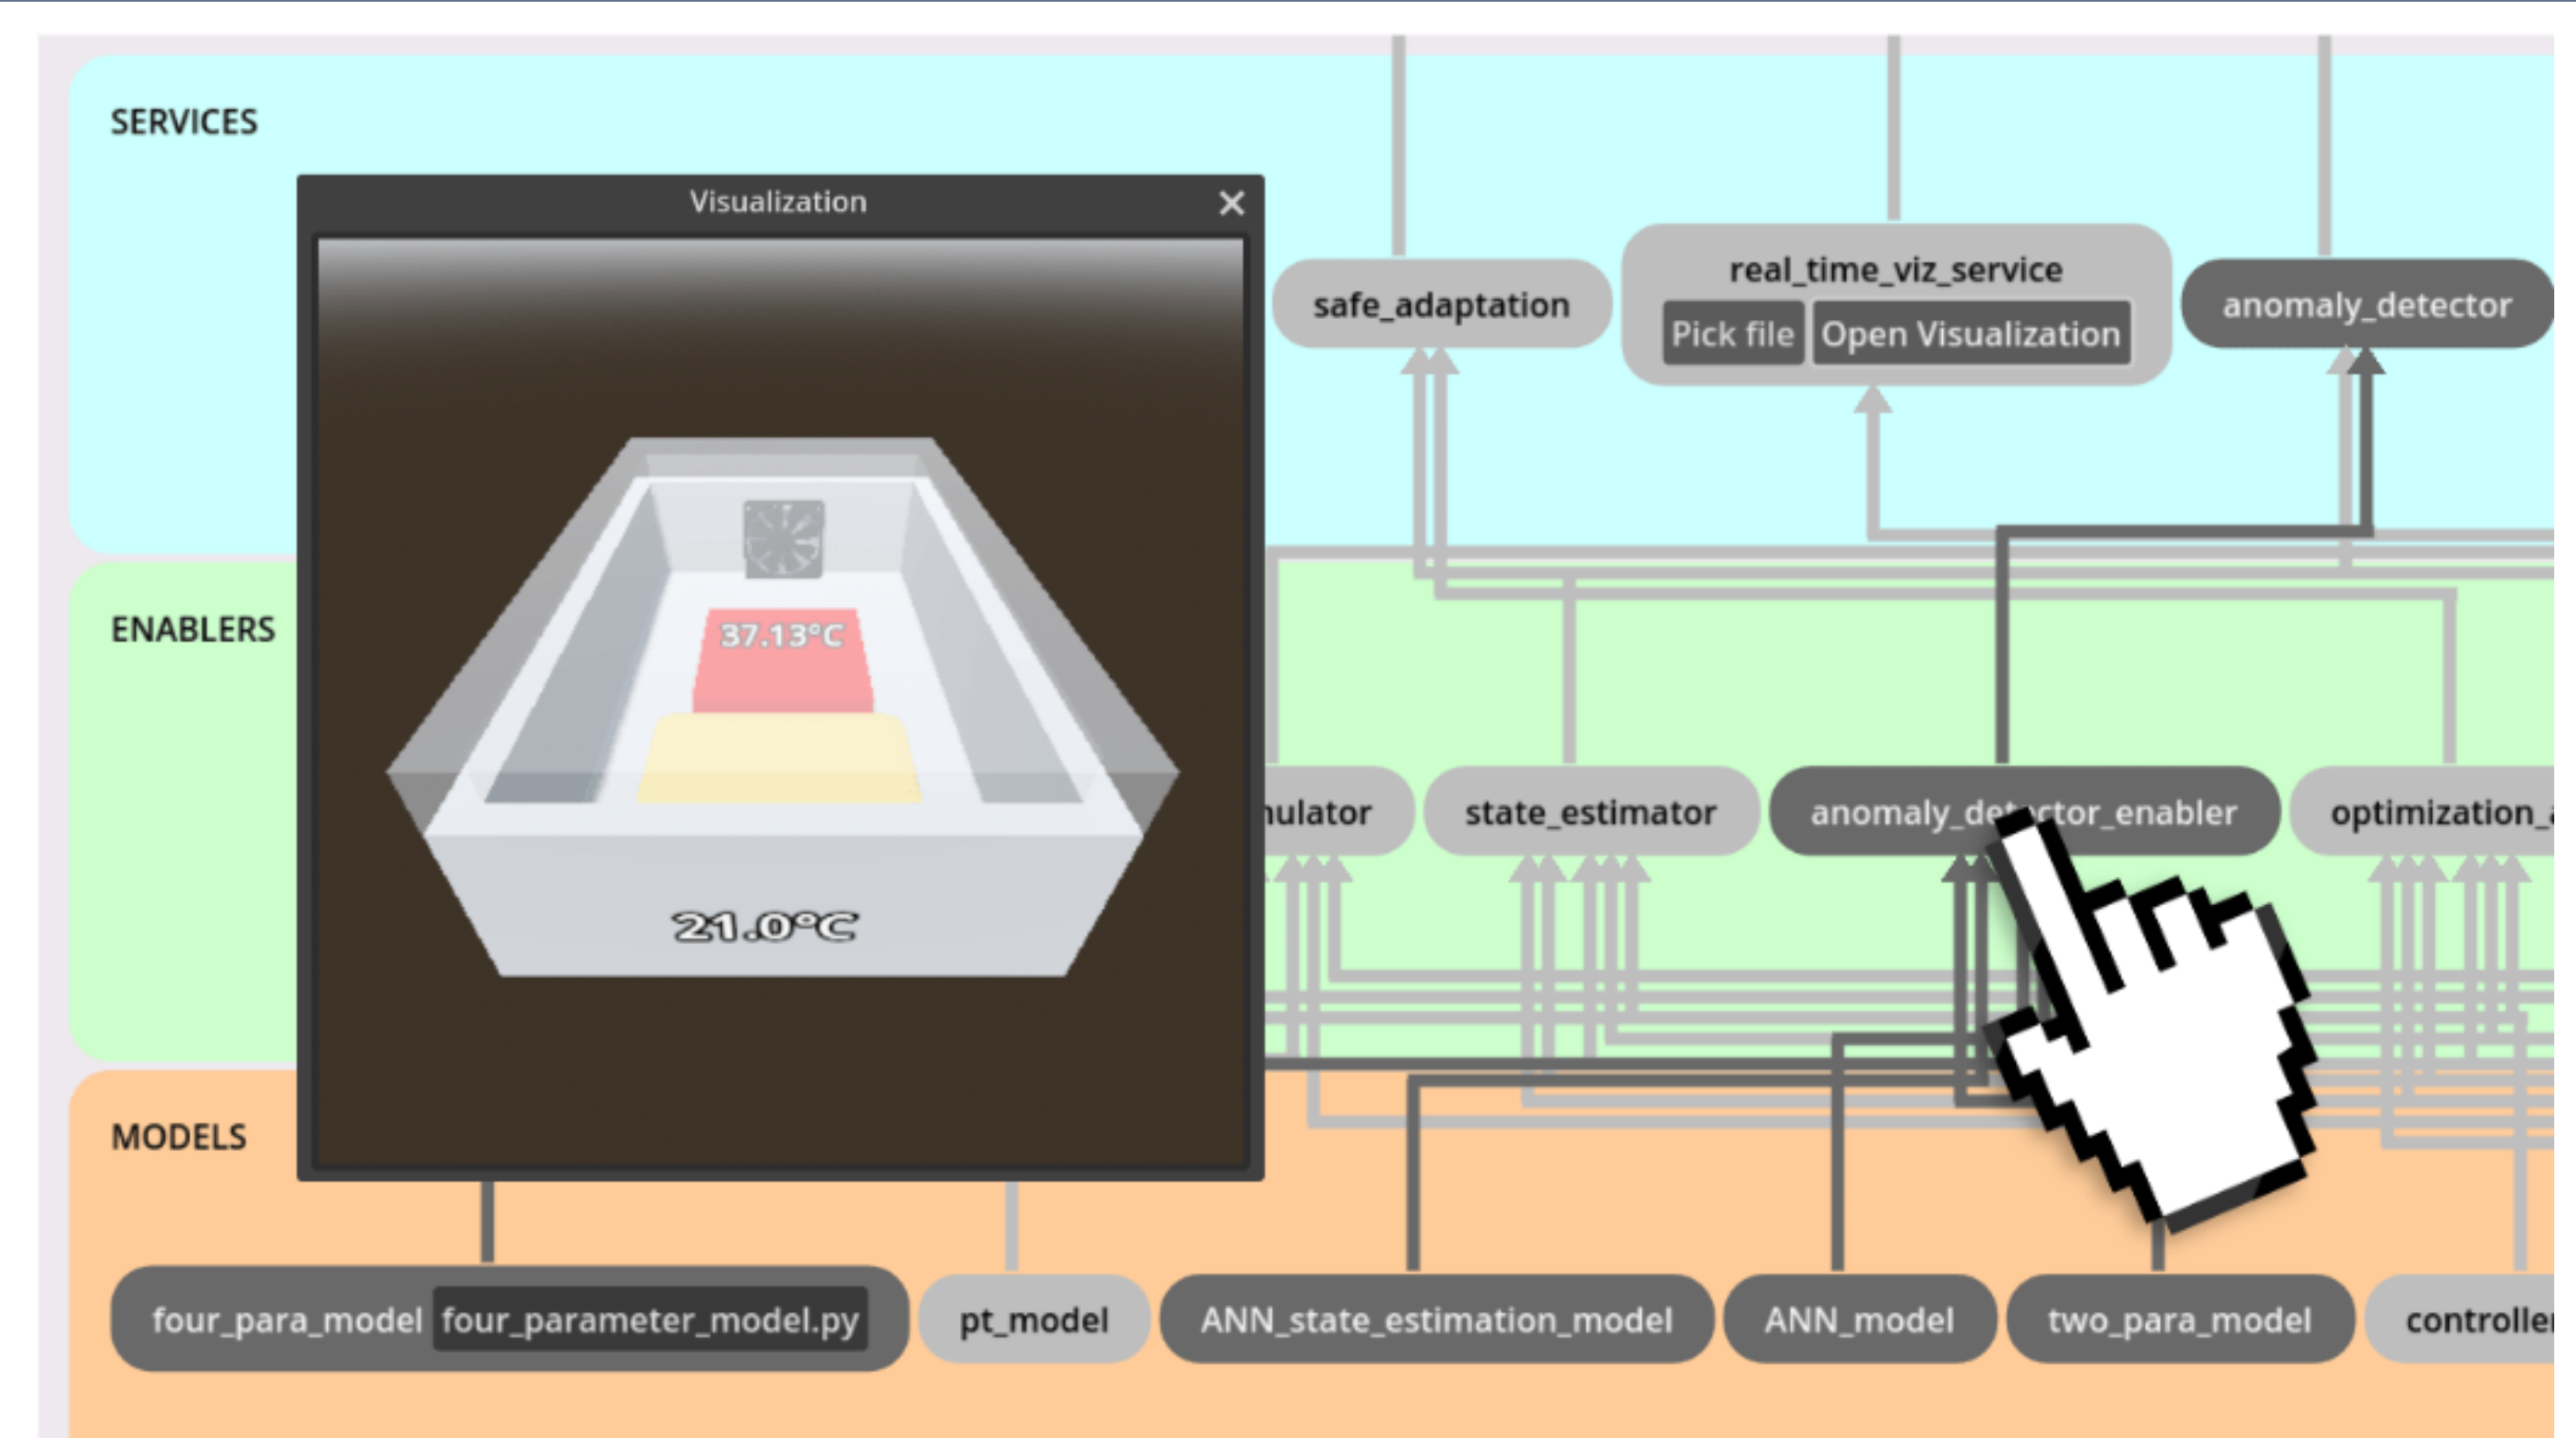 SERVICES
Visualization
safe_adaptation
real_time_viz_service
Pick file
Open Visualization
anomaly_detector
37.13°C
21.0°C
ENABLERS
state_estimator
anomaly_detector_enabler
MODELS
four_para_model
four_parameter_model.py
pt_model
ANN_state_estimation_model
ANN_model
two_para_model